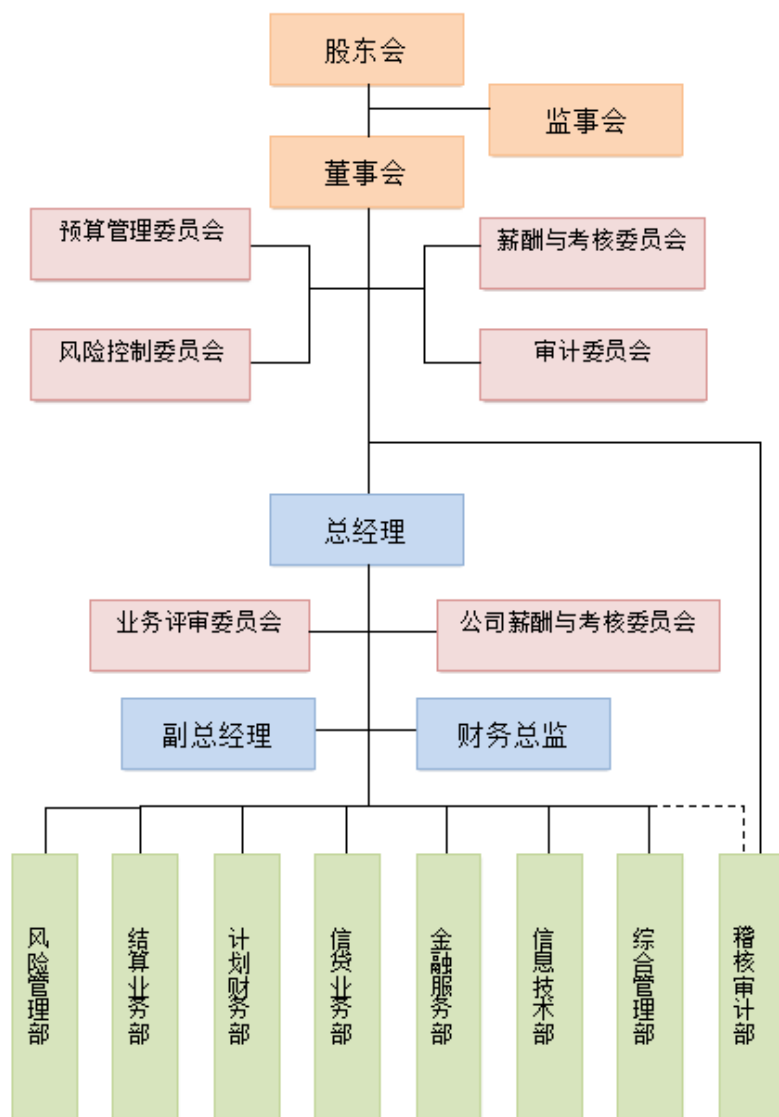 股东会
监事会
董事会
预算管理委员会
薪酬与考核委员会
风险控制委员会
审计委员会
总经理
业务评审委员会
公司薪酬与考核委员会
副总经理
财务总监
风险管理部
结算业务部
计划财务部
信贷业务部
金融服务部
信息技术部
综合管理部
稽核审计部